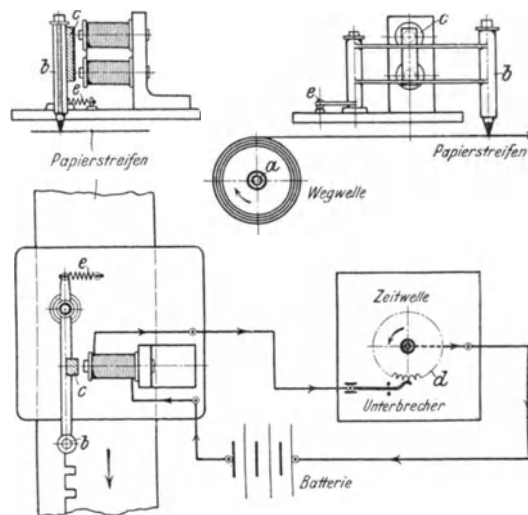 c
b
e
Papierstreifen
c
e
b
Papierstreifen
a
Wegwelle
e
c
b
Zeitwelle
d
Unterbrecher
Batterie